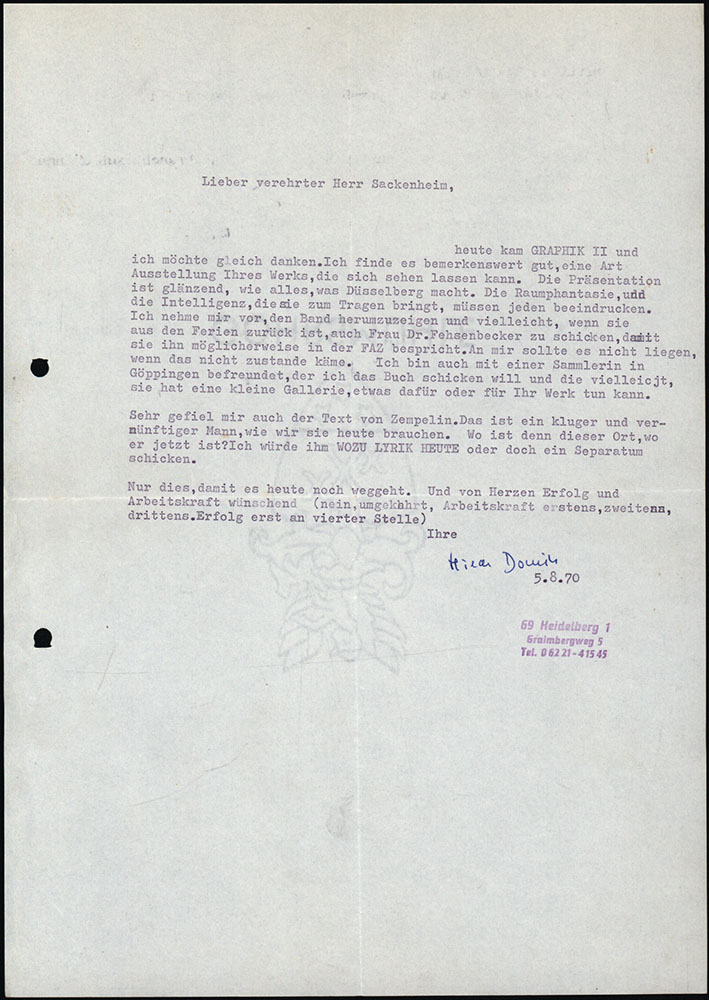 Lieber verehrter Herr Sackenheim,
heute kam GRAPHIK II und
ich möchte gleich danken.Ich finde es bemerkenswert gut,eine Art
Ausstellung Ihres Werks,die sich sehen lassen kann. Die Präsentation
ist glänzend, wie alles,was Düsselberg macht. Die Raumphantasie,und
die Intelligenz,diesie zum Tragen bringt, müssen jeden beeindrucken.
Ich nehme mir vor,den Band herumzuzeigen und vielleicht, wenn sie
aus den Ferien zurück ist,auch Frau Dr.Fehsenbecker zu schicken,damit
sie ihn möglicherweise in der FAZ bespricht.An mir sollte es nicht liegen,
wenn das nicht zustande käme. Ich bin auch mit einer Sammlerin in
Göppingen befreundet,der ich das Buch schicken will und die vielleicjt,
sie hat eine kleine Gallerie,etwas dafür oder für Ihr Werk tun kann.
Sehr gefiel mir auch der Text von Zempelin.Das ist ein kluger und ver-
nünftiger Mann,wie wir sie heute brauchen. Wo ist denn dieser Ort,wo
er jetzt ist?Ich würde ihm WOZU LYRIK HEUTE oder doch ein Separatum
schicken.
Nur dies,damit es heute noch weggeht. Und von Herzen Erfolg und
Arbeitskraft wünschend (nein,umgekhhrt, Arbeitskraft erstens,zweitenn,
drittens.Erfolg erst an vierter Stelle)
Ihre
Hilde Domin
5.8.70
69 Heidelberg 1
Graimbergweg 5
Tel. 0 62 21 - 415 45